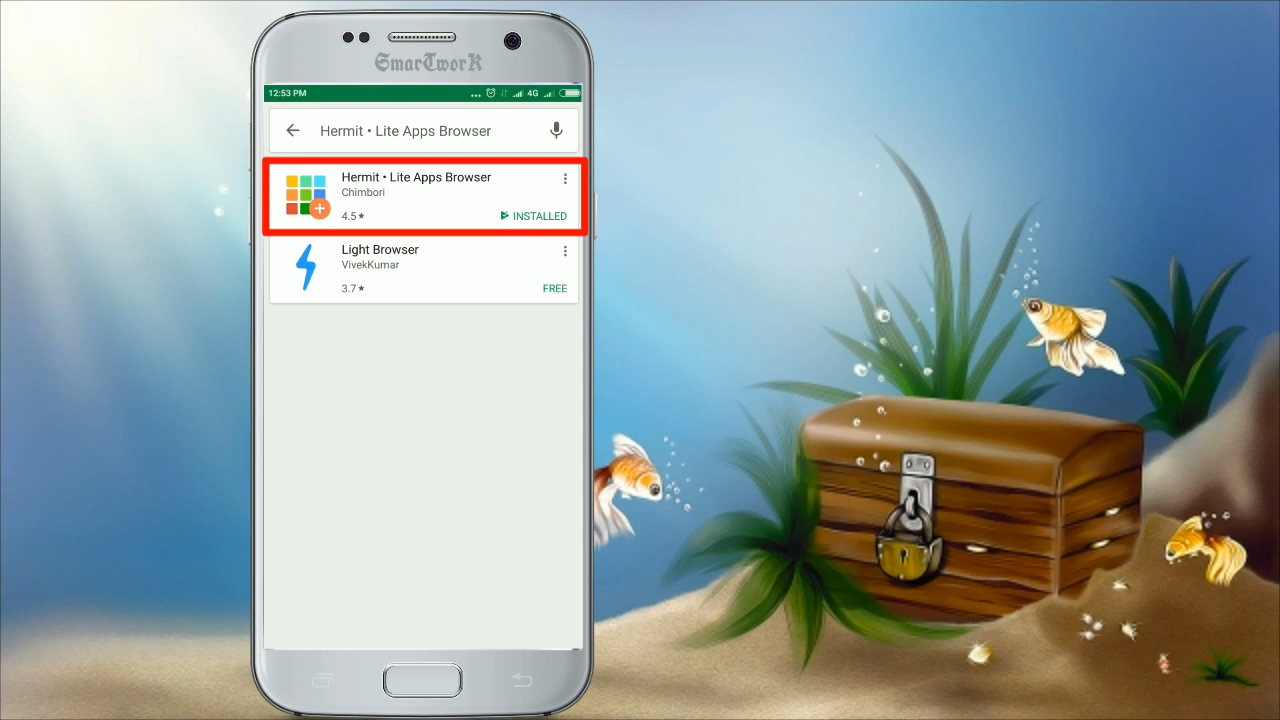 SmarTworK
12:53 PM
4G
Hermit • Lite Apps Browser
Hermit • Lite Apps Browser
Chimbori
4.5 ★
INSTALLED
Light Browser
VivekKumar
3.7 ★
FREE